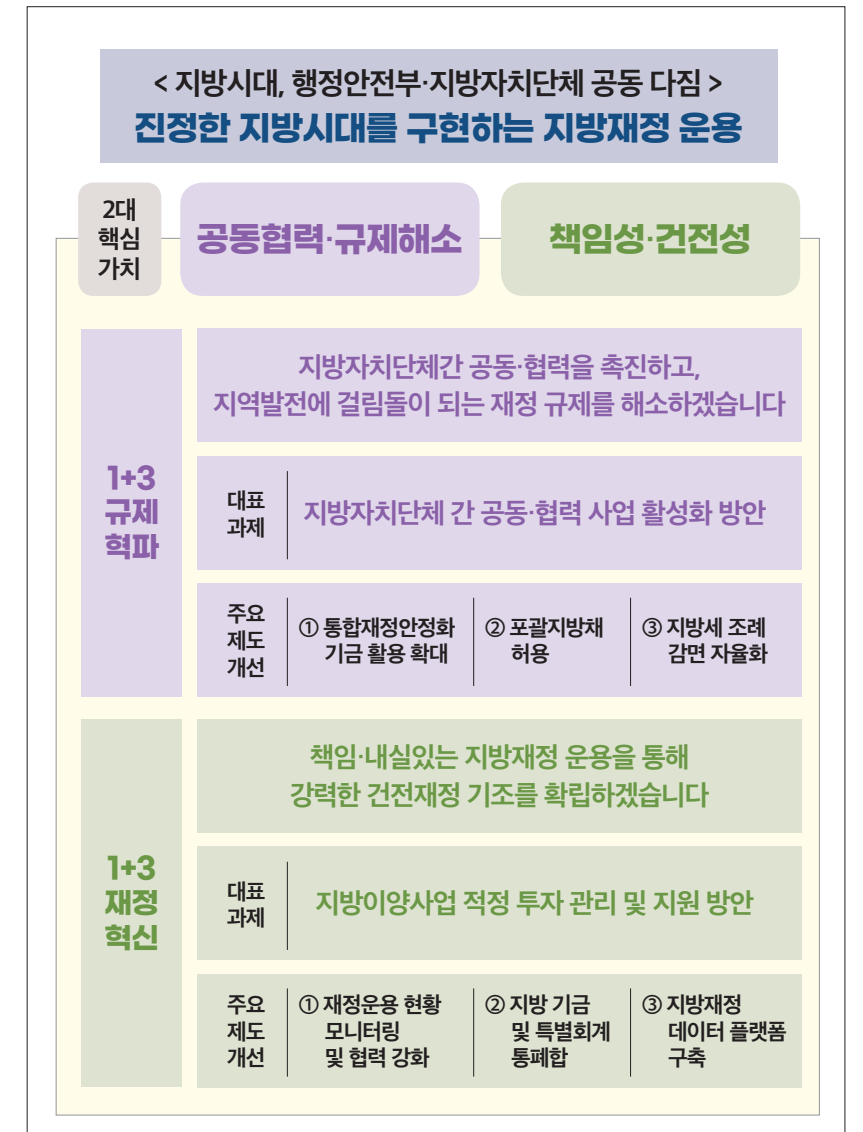 < 지방시대, 행정안전부·지방자치단체 공동 다짐 >
진정한 지방시대를 구현하는 지방재정 운용
2대
핵심
가치
공동협력·규제해소
책임성·건전성
1+3
규제
혁파
지방자치단체간 공동·협력을 촉진하고,
지역발전에 걸림돌이 되는 재정 규제를 해소하겠습니다
대표
과제
지방자치단체 간 공동·협력 사업 활성화 방안
주요
제도
개선
① 통합재정안정화
기금 활용 확대
② 포괄지방채
허용
③ 지방세 조례
감면 자율화
1+3
재정
혁신
책임·내실있는 지방재정 운용을 통해
강력한 건전재정 기조를 확립하겠습니다
대표
과제
지방이양사업 적정 투자 관리 및 지원 방안
주요
제도
개선
① 재정운용 현황
모니터링
및 협력 강화
② 지방 기금
및 특별회계
통폐합
③ 지방재정
데이터 플랫폼
구축